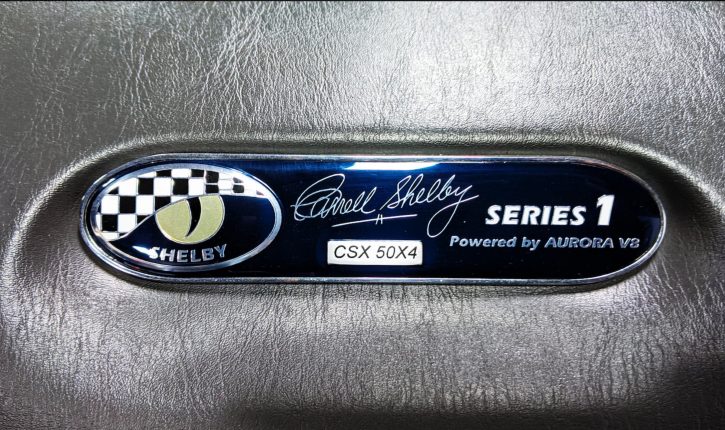 SHELBY
Carroll Shelby
CSX 50X4
SERIES 1
Powered by AURORA V8